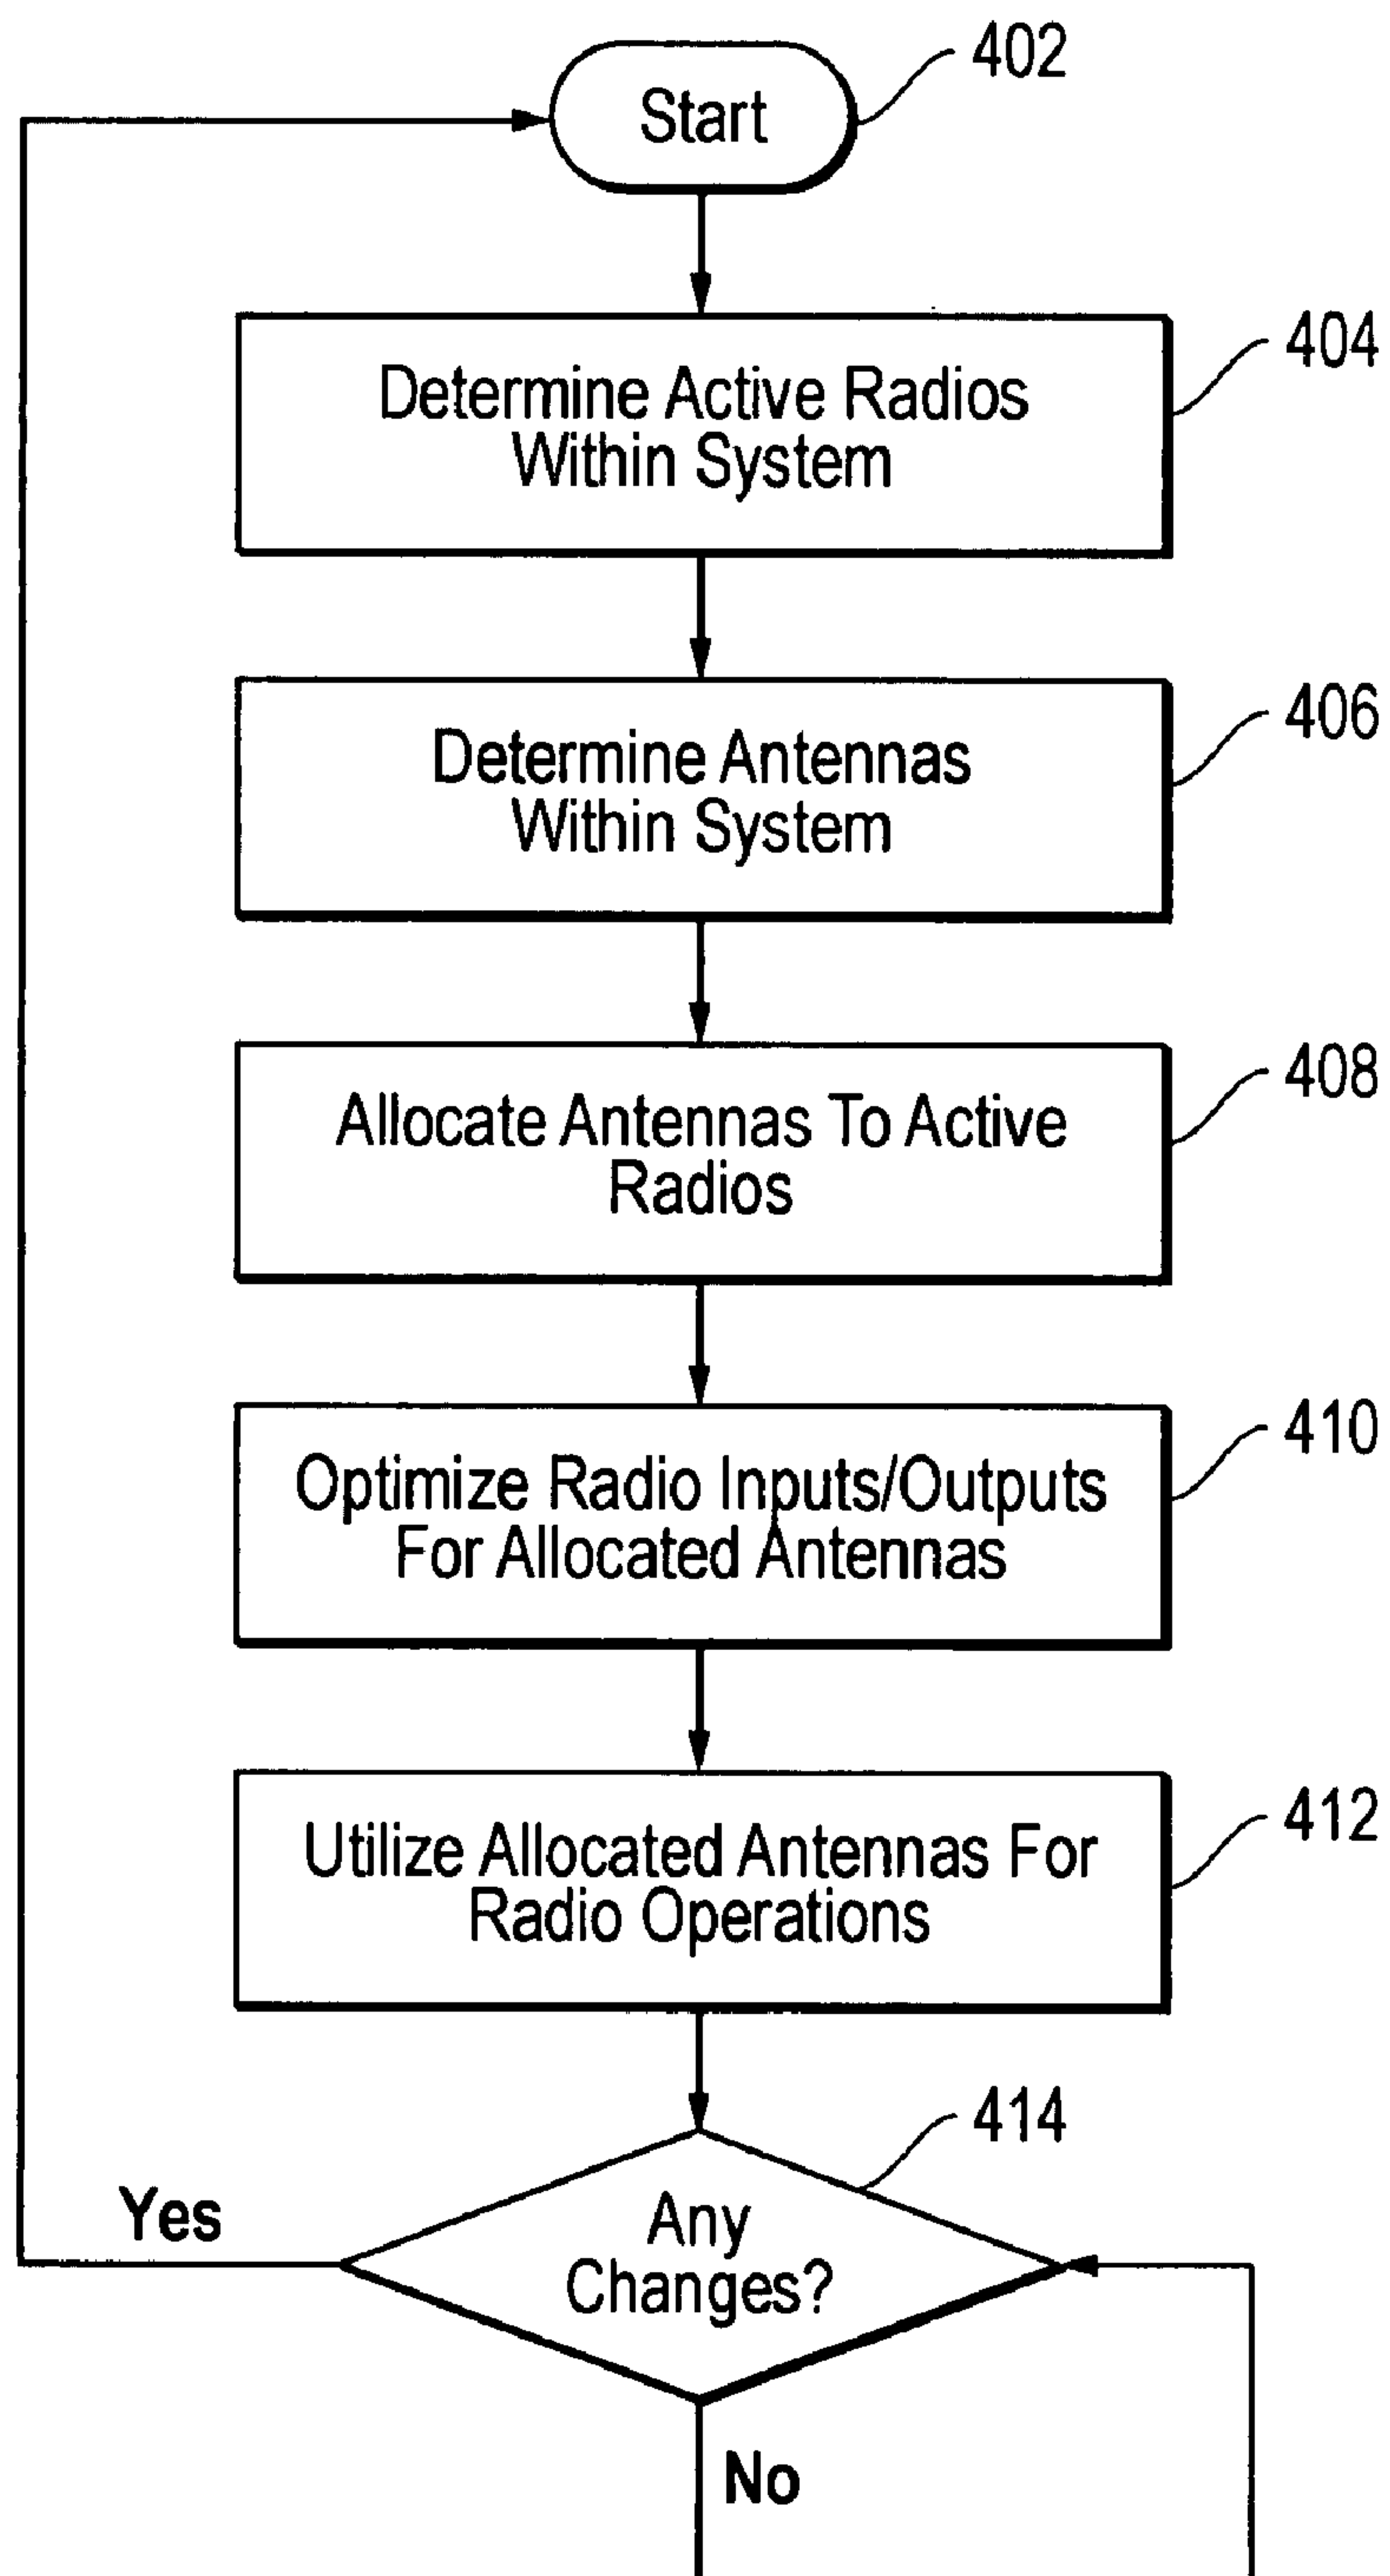 402
Start
404
Determine Active Radios
Within System
406
Determine Antennas
Within System
408
Allocate Antennas To Active
Radios
410
Optimize Radio Inputs/Outputs
For Allocated Antennas
412
Utilize Allocated Antennas For
Radio Operations
414
Yes
Any
Changes?
No